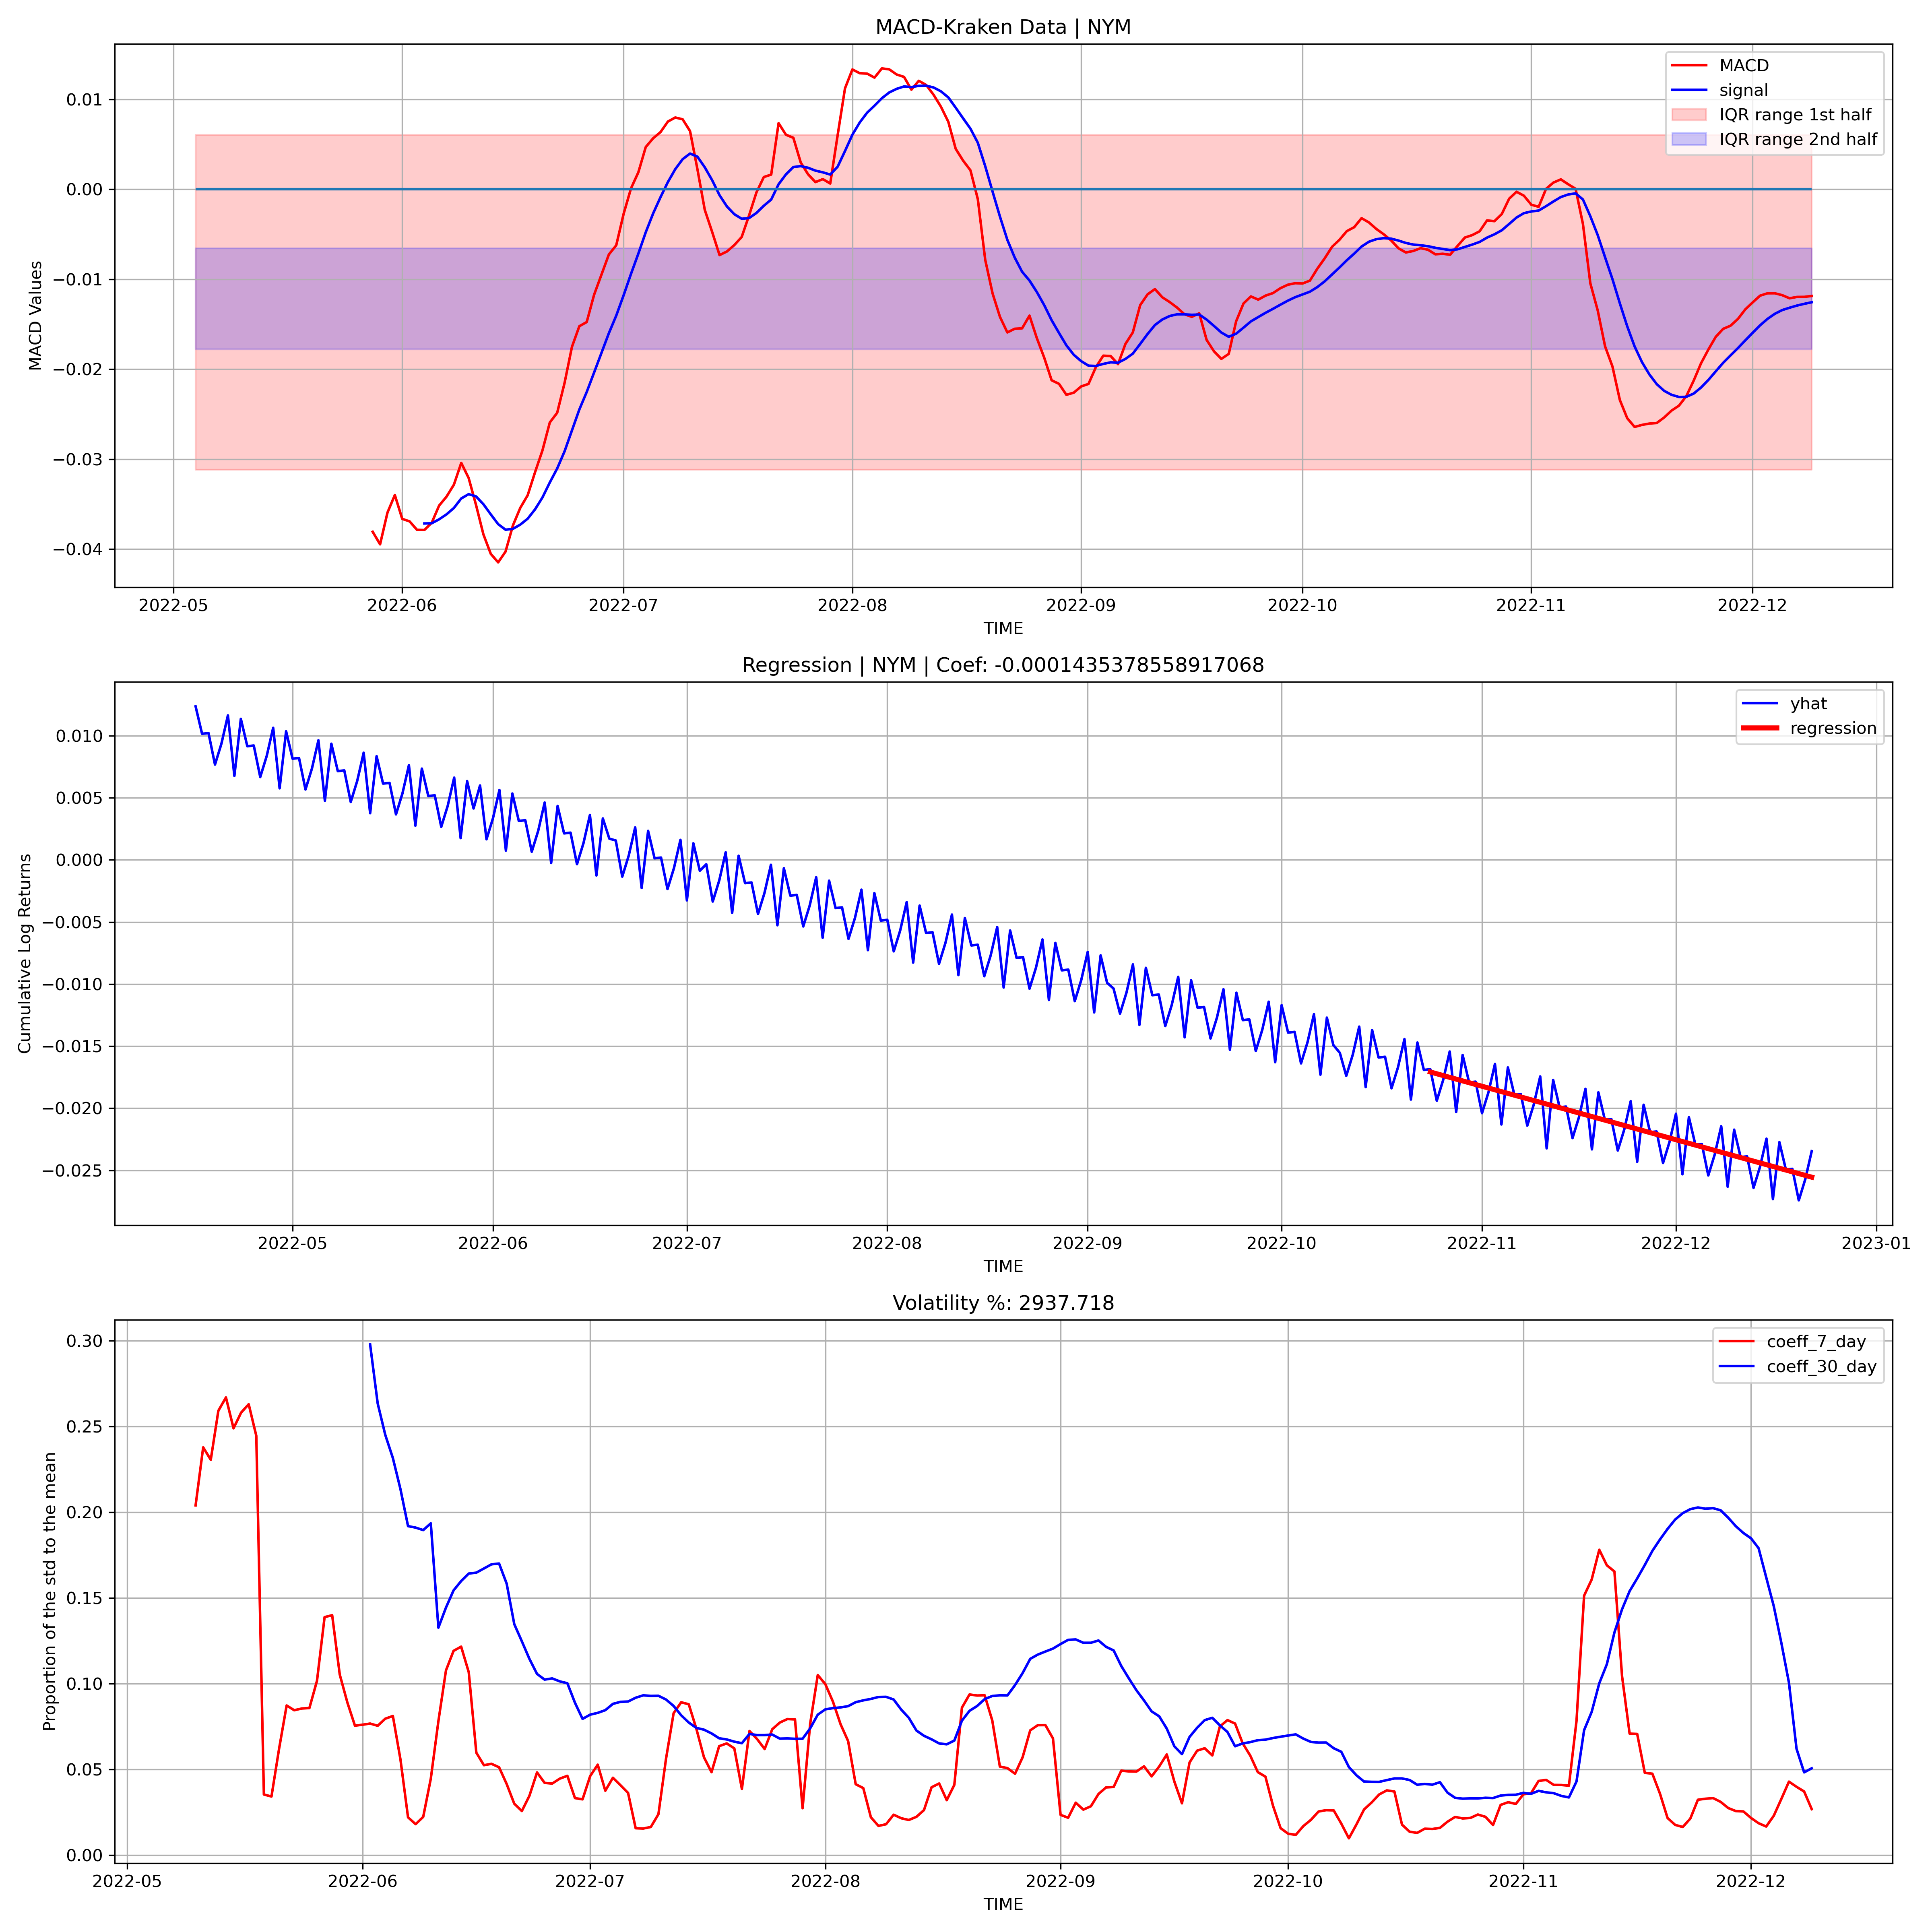 MACD-Kraken Data | NYM
MACD Values
0.01
0.00
−0.01
−0.02
−0.03
−0.04
MACD
signal
IQR range 1st half
IQR range 2nd half
2022-05 2022-06 2022-07 2022-08 2022-09 2022-10 2022-11 2022-12
TIME
Regression | NYM | Coef: -0.0001435378558917068
Cumulative Log Returns
0.010
0.005
0.000
−0.005
−0.010
−0.015
−0.020
−0.025
yhat
regression
2022-05 2022-06 2022-07 2022-08 2022-09 2022-10 2022-11 2022-12 2023-01
TIME
Volatility %: 2937.718
Proportion of the std to the mean
0.30
0.25
0.20
0.15
0.10
0.05
0.00
coeff_7_day
coeff_30_day
2022-05 2022-06 2022-07 2022-08 2022-09 2022-10 2022-11 2022-12
TIME